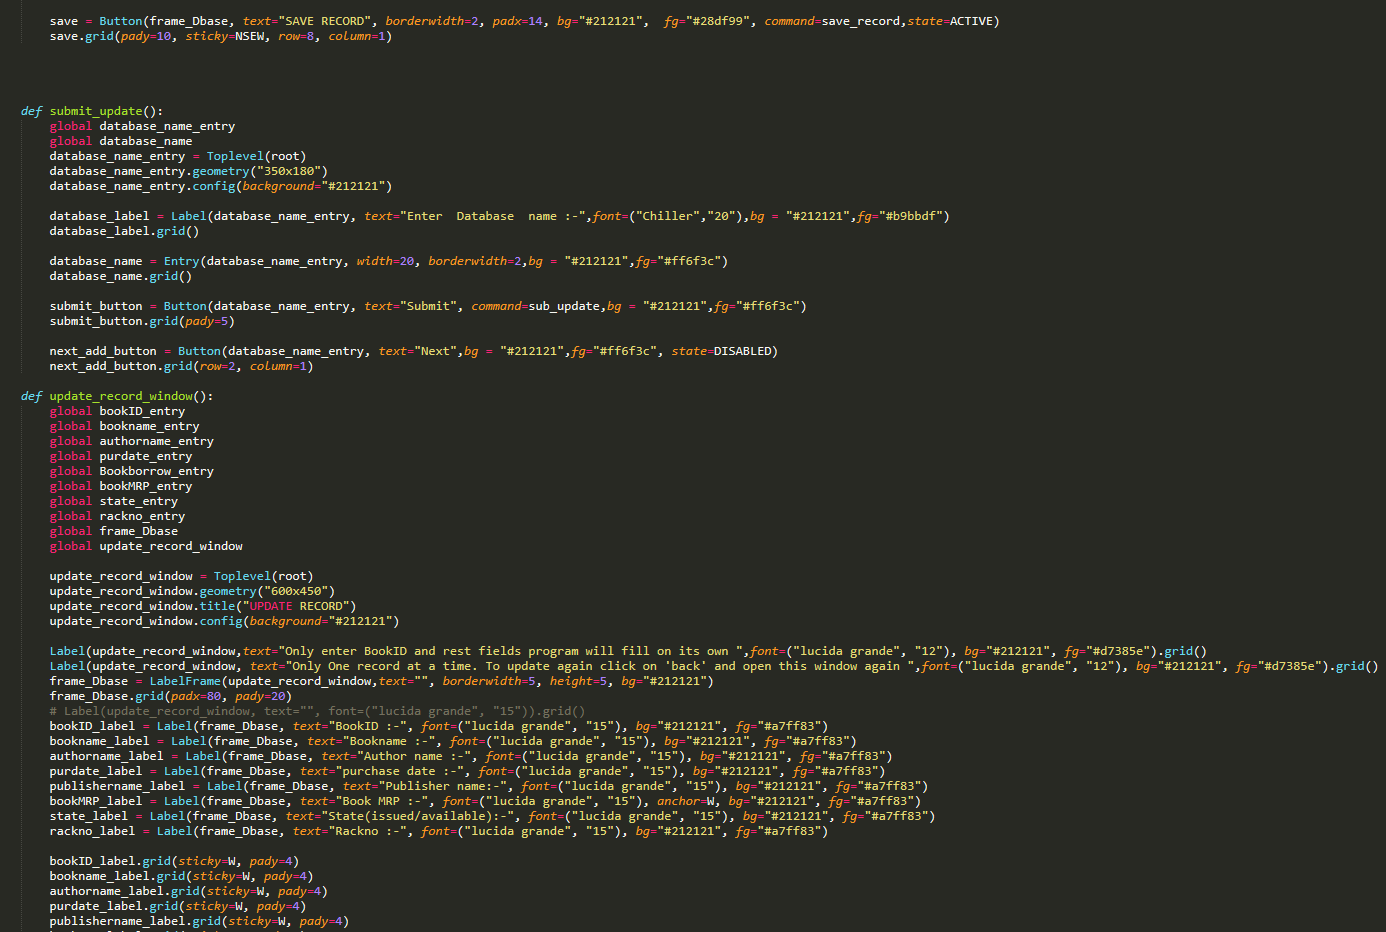 save = Button(frame_Dbase, text="SAVE RECORD", borderwidth=2, padx=14, bg="#212121",  fg="#28df99", command=save_record,state=ACTIVE)
save.grid(pady=10, sticky=NSEW, row=8, column=1)
def submit_update():
global database_name_entry
global database_name
database_name_entry = Toplevel(root)
database_name_entry.geometry("350x180")
database_name_entry.config(background="#212121")
database_label = Label(database_name_entry, text="Enter  Database  name :-",font=("Chiller","20"),bg = "#212121",fg="#b9bbdf")
database_label.grid()
database_name = Entry(database_name_entry, width=20, borderwidth=2,bg = "#212121",fg="#ff6f3c")
database_name.grid()
submit_button = Button(database_name_entry, text="Submit", command=sub_update,bg = "#212121",fg="#ff6f3c")
submit_button.grid(pady=5)
next_add_button = Button(database_name_entry, text="Next",bg = "#212121",fg="#ff6f3c", state=DISABLED)
next_add_button.grid(row=2, column=1)
def update_record_window():
global bookID_entry
global bookname_entry
global authorname_entry
global purdate_entry
global Bookborrow_entry
global bookMRP_entry
global state_entry
global rackno_entry
global frame_Dbase
global update_record_window
update_record_window = Toplevel(root)
update_record_window.geometry("600x450")
update_record_window.title("UPDATE RECORD")
update_record_window.config(background="#212121")
Label(update_record_window,text="Only enter BookID and rest fields program will fill on its own ",font=("lucida grande", "12"), bg="#212121", fg="#d7385e").grid()
Label(update_record_window, text="Only One record at a time. To update again click on 'back' and open this window again ",font=("lucida grande", "12"), bg="#212121", fg="#d7385e").grid()
frame_Dbase = LabelFrame(update_record_window,text="", borderwidth=5, height=5, bg="#212121")
frame_Dbase.grid(padx=80, pady=20)
# Label(update_record_window, text="", font=("lucida grande", "15")).grid()
bookID_label = Label(frame_Dbase, text="BookID :-", font=("lucida grande", "15"), bg="#212121", fg="#a7ff83")
bookname_label = Label(frame_Dbase, text="Bookname :-", font=("lucida grande", "15"), bg="#212121", fg="#a7ff83")
authorname_label = Label(frame_Dbase, text="Author name :-", font=("lucida grande", "15"), bg="#212121", fg="#a7ff83")
purdate_label = Label(frame_Dbase, text="purchase date :-", font=("lucida grande", "15"), bg="#212121", fg="#a7ff83")
publishername_label = Label(frame_Dbase, text="Publisher name:-", font=("lucida grande", "15"), bg="#212121", fg="#a7ff83")
bookMRP_label = Label(frame_Dbase, text="Book MRP :-", font=("lucida grande", "15"), anchor=W, bg="#212121", fg="#a7ff83")
state_label = Label(frame_Dbase, text="State(issued/available):-", font=("lucida grande", "15"), bg="#212121", fg="#a7ff83")
rackno_label = Label(frame_Dbase, text="Rackno :-", font=("lucida grande", "15"), bg="#212121", fg="#a7ff83")
bookID_label.grid(sticky=W, pady=4)
bookname_label.grid(sticky=W, pady=4)
authorname_label.grid(sticky=W, pady=4)
purdate_label.grid(sticky=W, pady=4)
publishername_label.grid(sticky=W, pady=4)